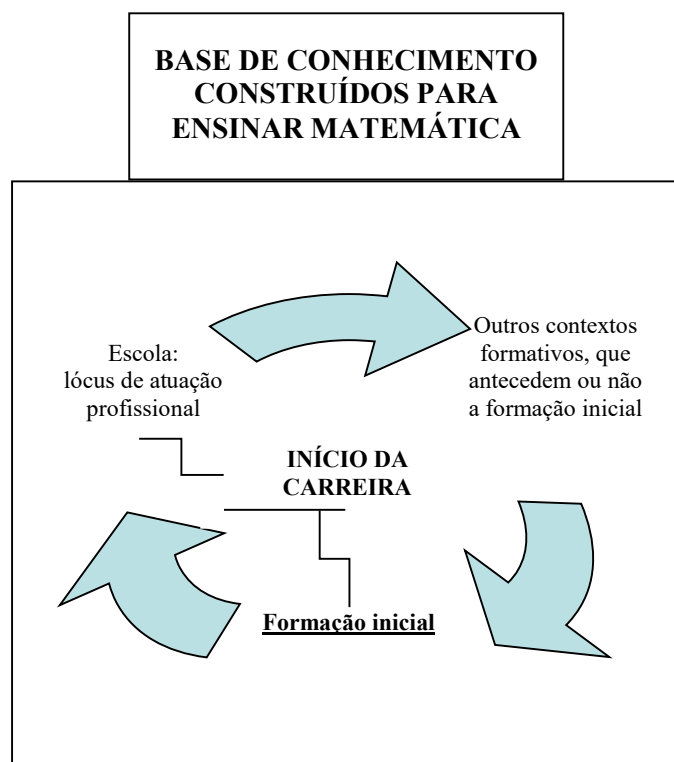 BASE DE CONHECIMENTO
CONSTRUÍDOS PARA
ENSINAR MATEMÁTICA
Escola:
lócus de atuação
profissional
Outros contextos
formativos, que
antecedem ou não
a formação inicial
INÍCIO DA
CARREIRA
Formação inicial